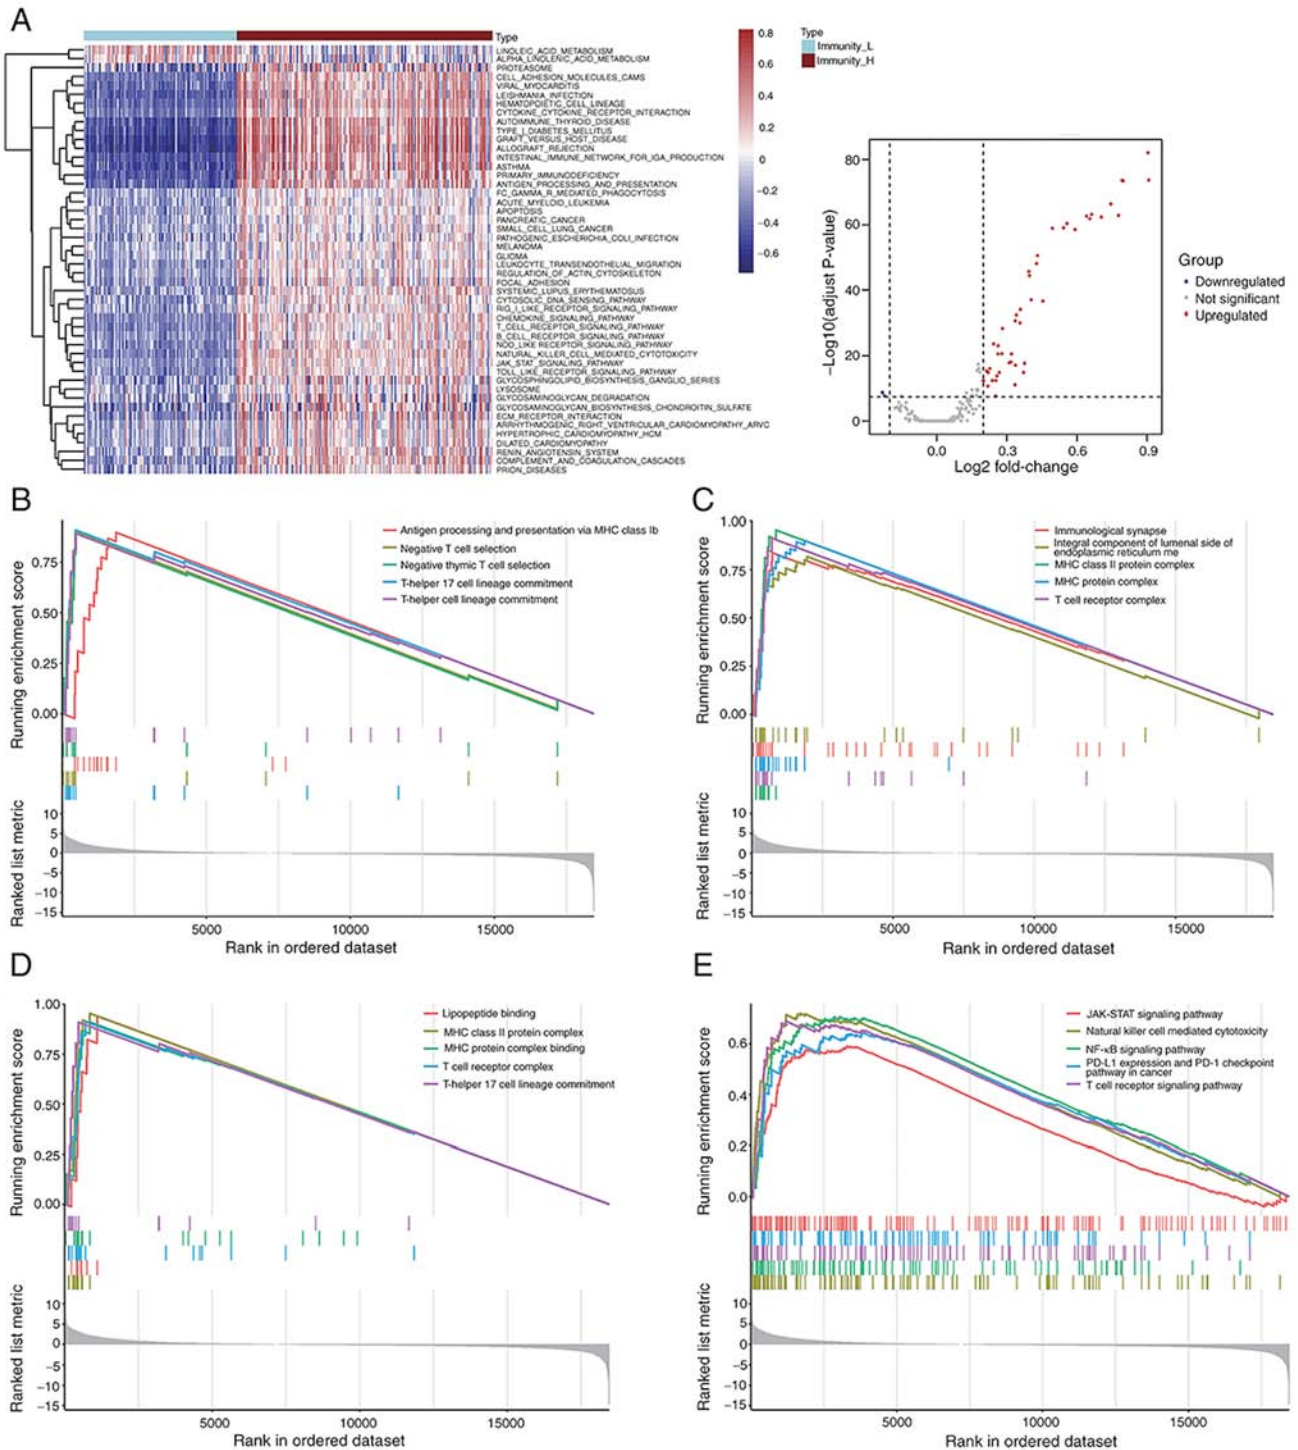 A
Type
LINOLEIC_ACID_METABOLISM
ALPHA_LINOLENIC_ACID_METABOLISM
PROTEASOME
CELL_ADHESION_MOLECULES_CAMS
VIRAL_MYOCARDITIS
LEISHMANIA_INFECTION
HEMATOPOIETIC_CELL_LINEAGE
CYTOKINE_CYTOKINE_RECEPTOR_INTERACTION
AUTOIMMUNE_THYROID_DISEASE
TYPE_I_DIABETES_MELLITUS
GRAFT_VERSUS_HOST_DISEASE
ALLOGRAFT_REJECTION
INTESTINAL_IMMUNE_NETWORK_FOR_IGA_PRODUCTION
ASTHMA
PRIMARY_IMMUNODEFICIENCY
ANTIGEN_PROCESSING_AND_PRESENTATION
FC_GAMMA_R_MEDIATED_PHAGOCYTOSIS
ACUTE_MYELOID_LEUKEMIA
APOPTOSIS
PANCREATIC_CANCER
SMALL_CELL_LUNG_CANCER
PATHOGENIC_ESCHERICHIA_COLI_INFECTION
MELANOMA
GLIOMA
LEUKOCYTE_TRANSENDOTHELIAL_MIGRATION
REGULATION_OF_ACTIN_CYTOSKELETON
FOCAL_ADHESION
SYSTEMIC_LUPUS_ERYTHEMATOSUS
CYTOSOLIC_DNA_SENSING_PATHWAY
RIG_I_LIKE_RECEPTOR_SIGNALING_PATHWAY
CHEMOKINE_SIGNALING_PATHWAY
T_CELL_RECEPTOR_SIGNALING_PATHWAY
B_CELL_RECEPTOR_SIGNALING_PATHWAY
NOD_LIKE_RECEPTOR_SIGNALING_PATHWAY
NATURAL_KILLER_CELL_MEDIATED_CYTOTOXICITY
JAK_STAT_SIGNALING_PATHWAY
TOLL_LIKE_RECEPTOR_SIGNALING_PATHWAY
GLYCOSPHINGOLIPID_BIOSYNTHESIS_GANGLIO_SERIES
LYSOSOME
GLYCOSAMINOGLYCAN_DEGRADATION
GLYCOSAMINOGLYCAN_BIOSYNTHESIS_CHONDROITIN_SULFATE
ECM_RECEPTOR_INTERACTION
ARRHYTHMOGENIC_RIGHT_VENTRICULAR_CARDIOMYOPATHY_ARVC
HYPERTROPHIC_CARDIOMYOPATHY_HCM
DILATED_CARDIOMYOPATHY
RENIN_ANGIOTENSIN_SYSTEM
COMPLEMENT_AND_COAGULATION_CASCADES
PRION_DISEASES
0.8
0.6
0.4
0.2
0
−0.2
−0.4
−0.6
Type
Immunity_L
Immunity_H
−Log10(adjust P-value)
80
60
40
20
0
0.0 0.3 0.6 0.9
Log2 fold-change
Group
Downregulated
Not significant
Upregulated
B
Running enrichment score
0.75
0.50
0.25
0.00
Antigen processing and presentation via MHC class Ib
Negative T cell selection
Negative thymic T cell selection
T-helper 17 cell lineage commitment
T-helper cell lineage commitment
Ranked list metric
10
5
0
−5
−10
−15
5000 10000 15000
Rank in ordered dataset
C
Running enrichment score
1.00
0.75
0.50
0.25
0.00
Immunological synapse
Integral component of lumenal side of
endoplasmic reticulum me
MHC class II protein complex
MHC protein complex
T cell receptor complex
Ranked list metric
10
5
0
−5
−10
−15
5000 10000 15000
Rank in ordered dataset
D
Running enrichment score
1.00
0.75
0.50
0.25
0.00
Lipopeptide binding
MHC class II protein complex
MHC protein complex binding
T cell receptor complex
T-helper 17 cell lineage commitment
Ranked list metric
10
5
0
−5
−10
−15
5000 10000 15000
Rank in ordered dataset
E
Running enrichment score
0.6
0.4
0.2
0.0
JAK-STAT signaling pathway
Natural killer cell mediated cytotoxicity
NF-κB signaling pathway
PD-L1 expression and PD-1 checkpoint
pathway in cancer
T cell receptor signaling pathway
Ranked list metric
10
5
0
−5
−10
−15
5000 10000 15000
Rank in ordered dataset